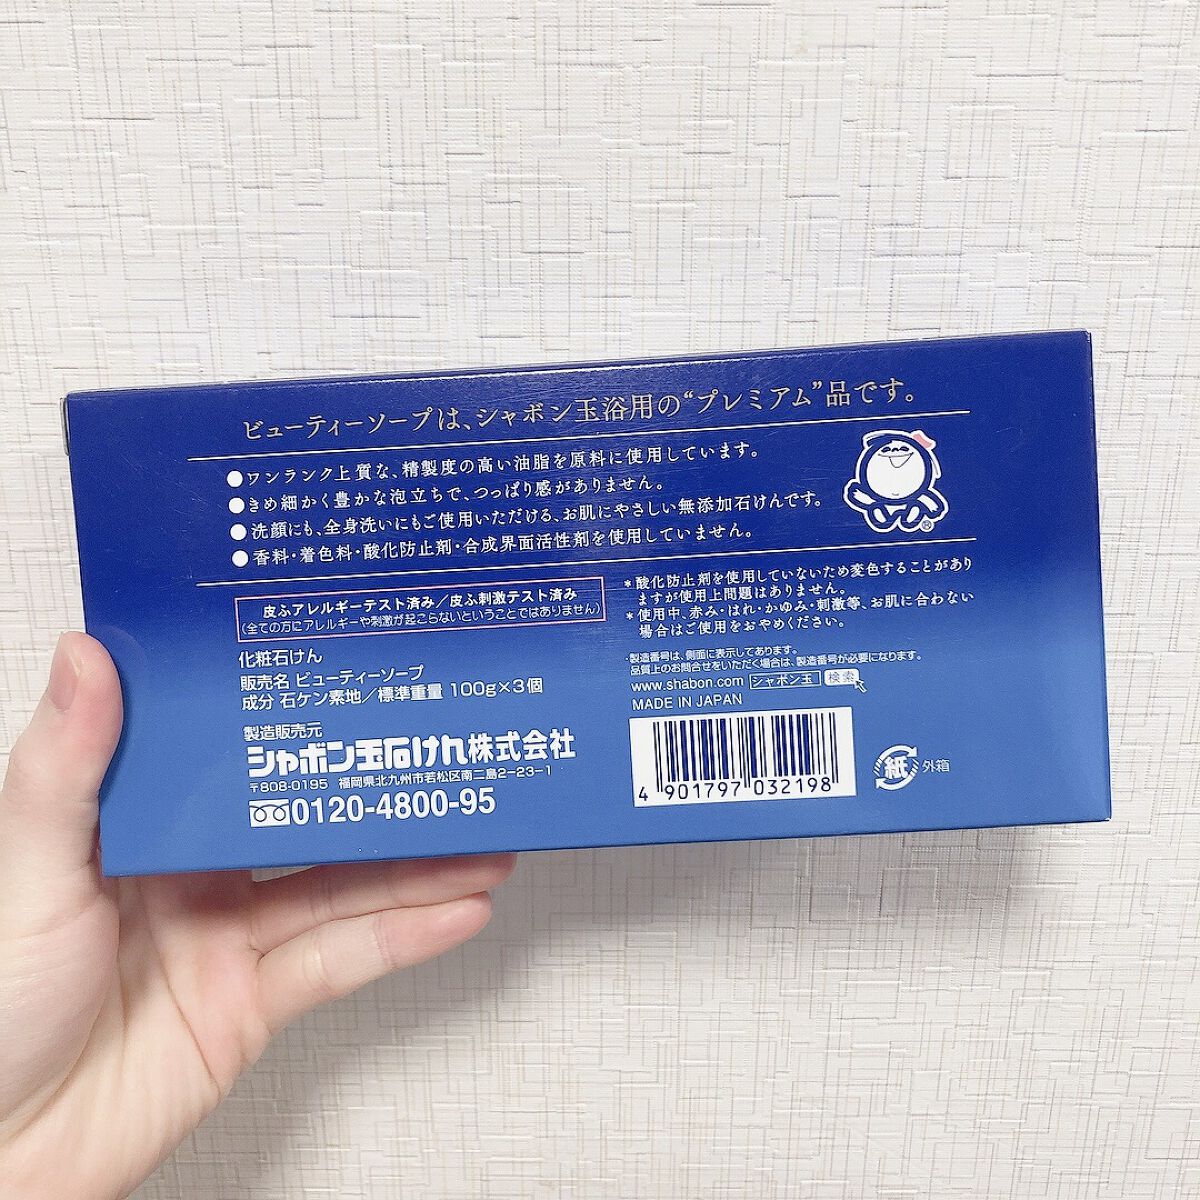 ビューティーソープは、シャボン玉浴用の“プレミアム”品です。
●ワンランク上質な、精製度の高い油脂を原料に使用しています。
●きめ細かく豊かな泡立ちで、つっぱり感がありません。
●洗顔にも、全身洗いにもご使用いただける、お肌にやさしい無添加石けんです。
●香料・着色料・酸化防止剤・合成界面活性剤を使用していません。
®
皮ふアレルギーテスト済み／皮ふ刺激テスト済み
(全ての方にアレルギーや刺激が起こらないということではありません)
化粧石けん
販売名 ビューティーソープ
成分 石ケン素地／標準重量 100g×3個
製造販売元
シャボン玉石けん株式会社
〒808-0195 福岡県北九州市若松区南二島2-23-1
0120-4800-95
＊酸化防止剤を使用していないため変色することがあり
ますが使用上問題はありません。
＊使用中、赤み・はれ・かゆみ・刺激等、お肌に合わない
場合はご使用をおやめください。
・製造番号は、側面に表示してあります。
品質上のお問合せをいただく場合は、製造番号が必要になります。
www.shabon.com シャボン玉 検索
MADE IN JAPAN
4 901797 032198
紙 外箱